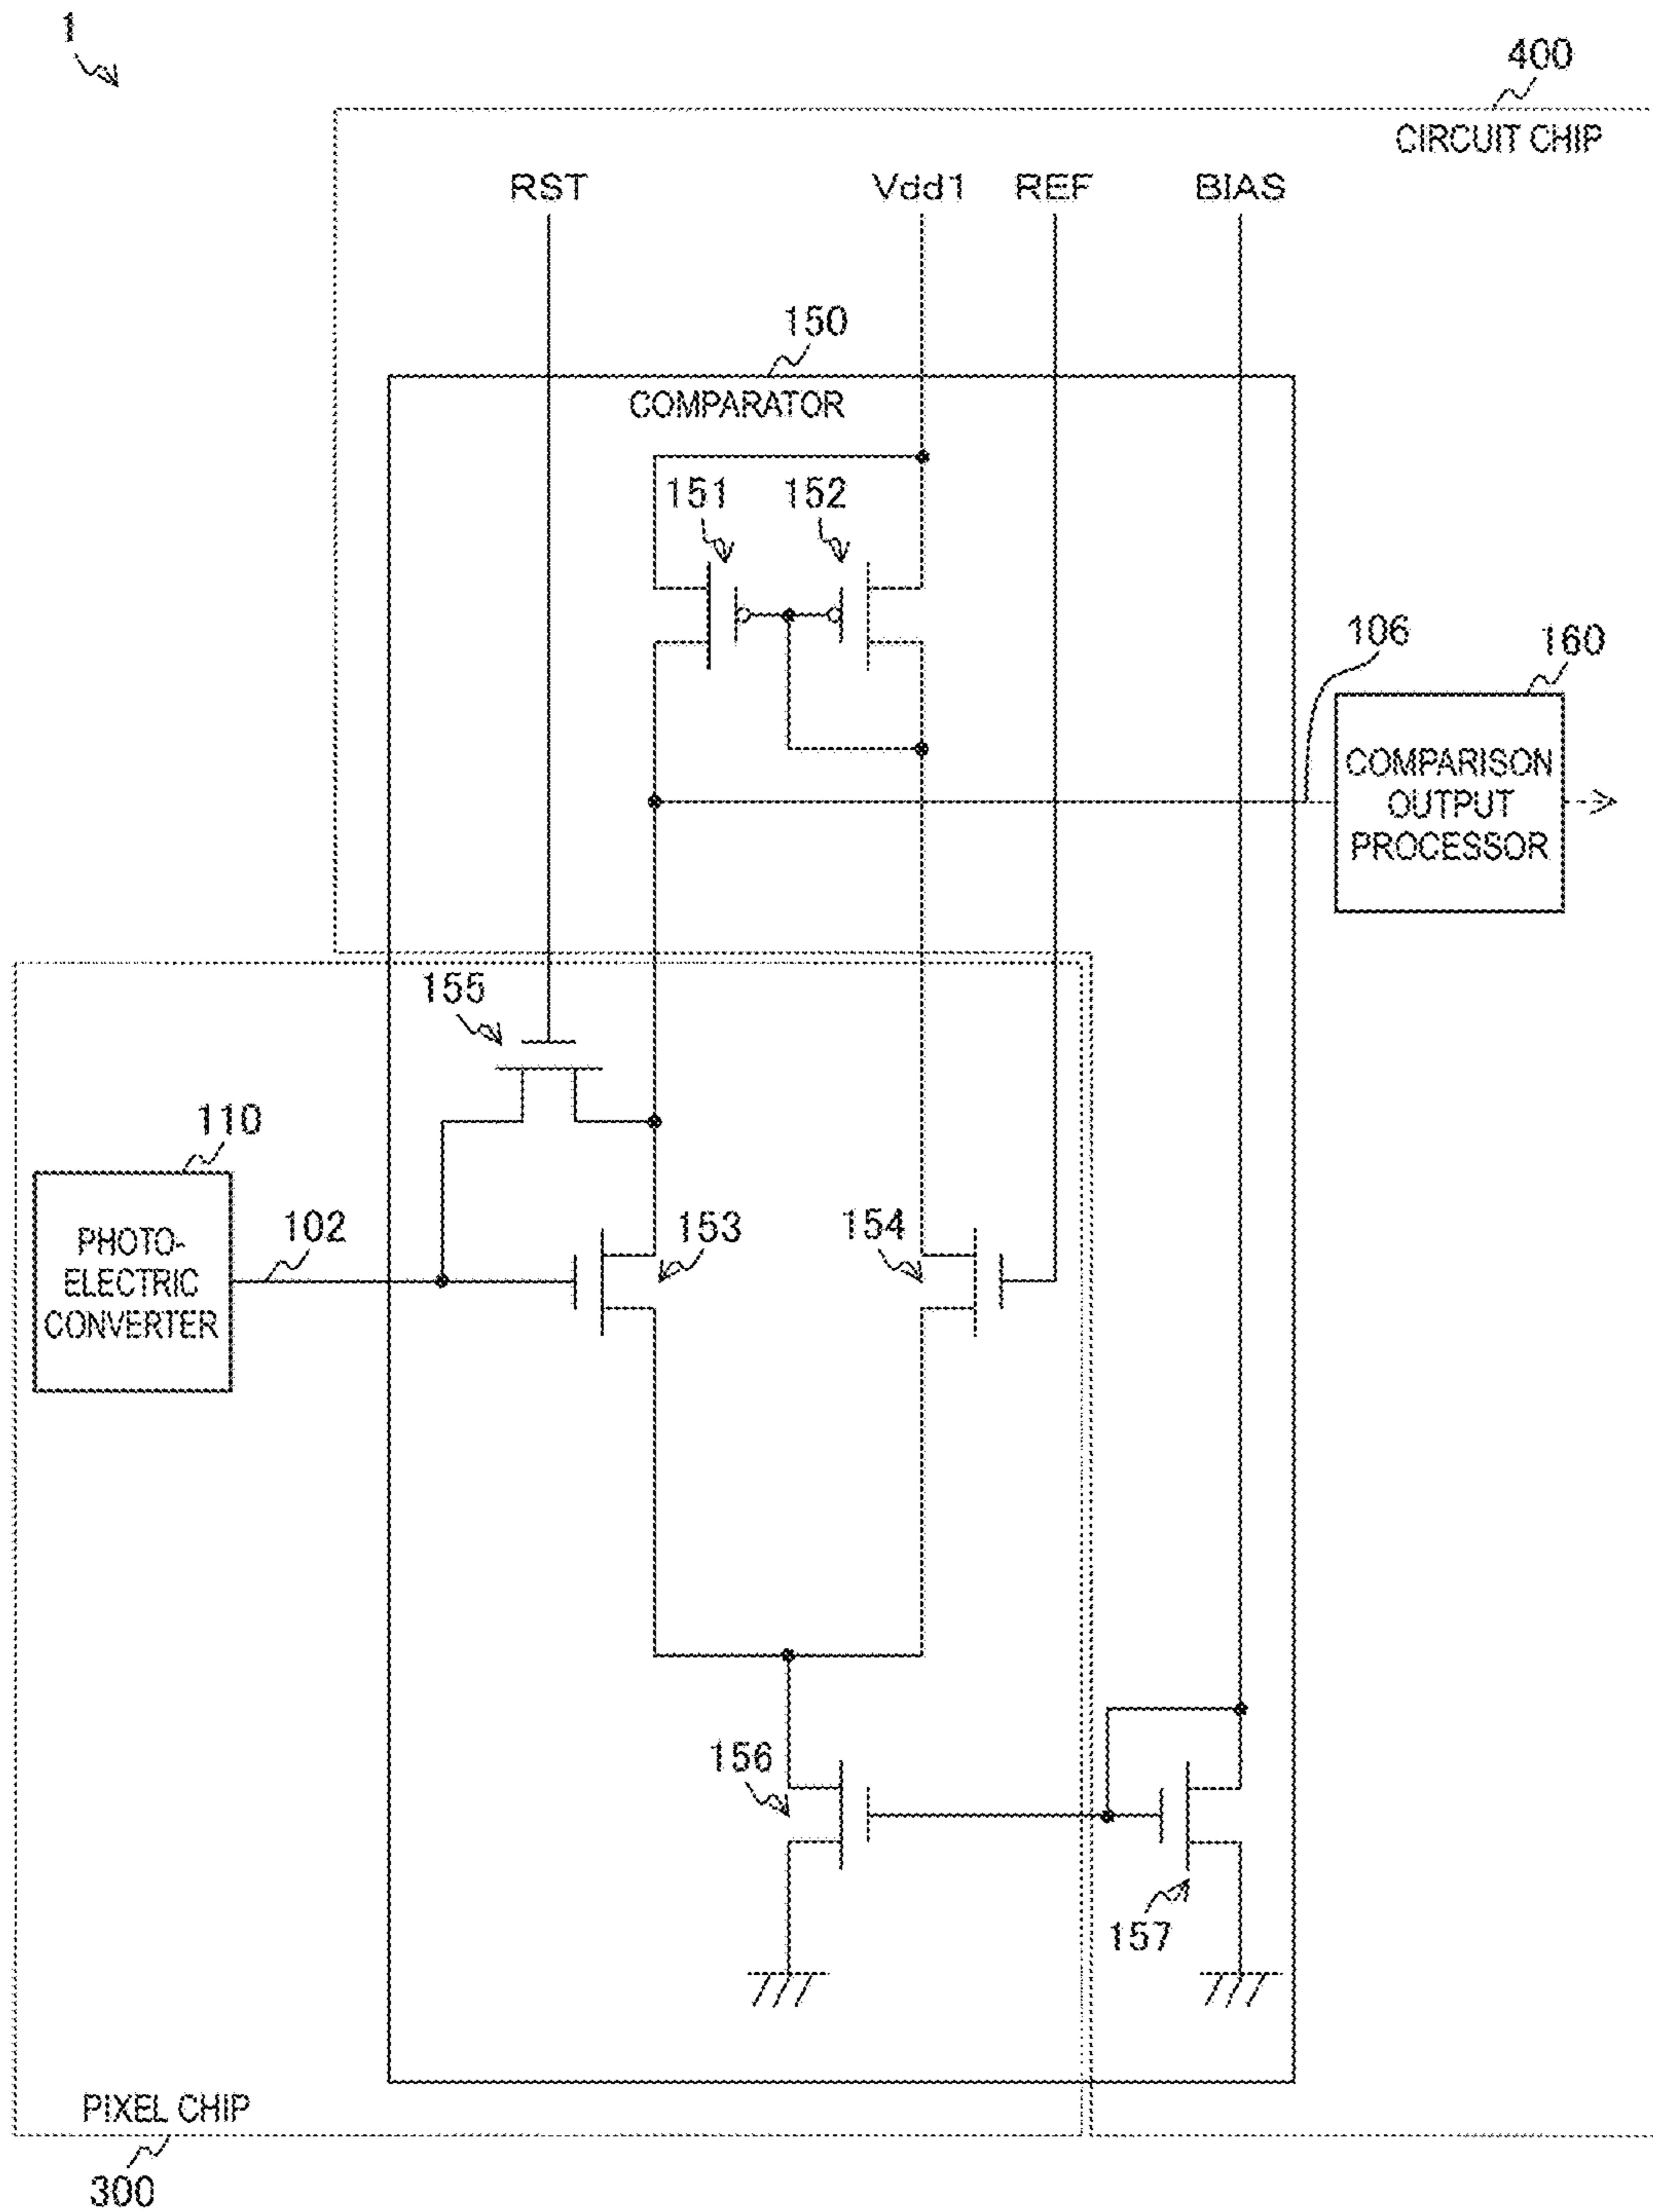 1
400
CIRCUIT CHIP
RST
Vdd1
REF
BIAS
150
COMPARATOR
151
152
106
160
COMPARISON
OUTPUT
PROCESSOR
155
110
PHOTO-
ELECTRIC
CONVERTER
102
153
154
156
157
PIXEL CHIP
300